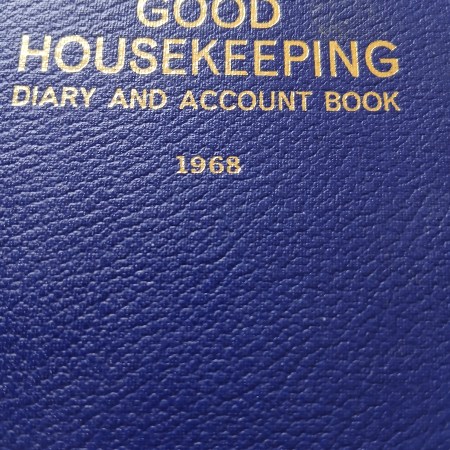 GOOD
HOUSEKEEPING
DIARY AND ACCOUNT BOOK
1968